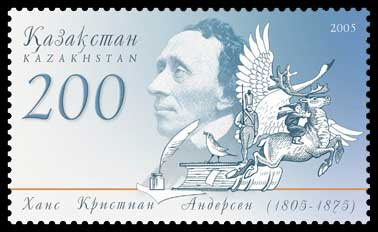 Қазақстан
2005
KAZAKHSTAN
200
Ханс Кристиан Андерсен (1805-1875)